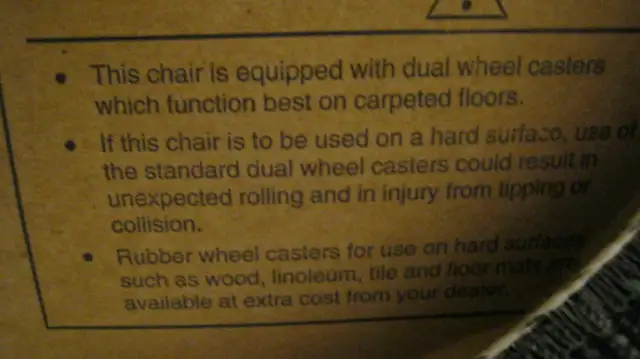 • This chair is equipped with dual wheel casters
which function best on carpeted floors.
• If this chair is to be used on a hard surface, use of
the standard dual wheel casters could result in
unexpected rolling and in injury from tipping or
collision.
• Rubber wheel casters for use on hard surfaces
such as wood, linoleum, tile and floor mats are
available at extra cost from your dealer.